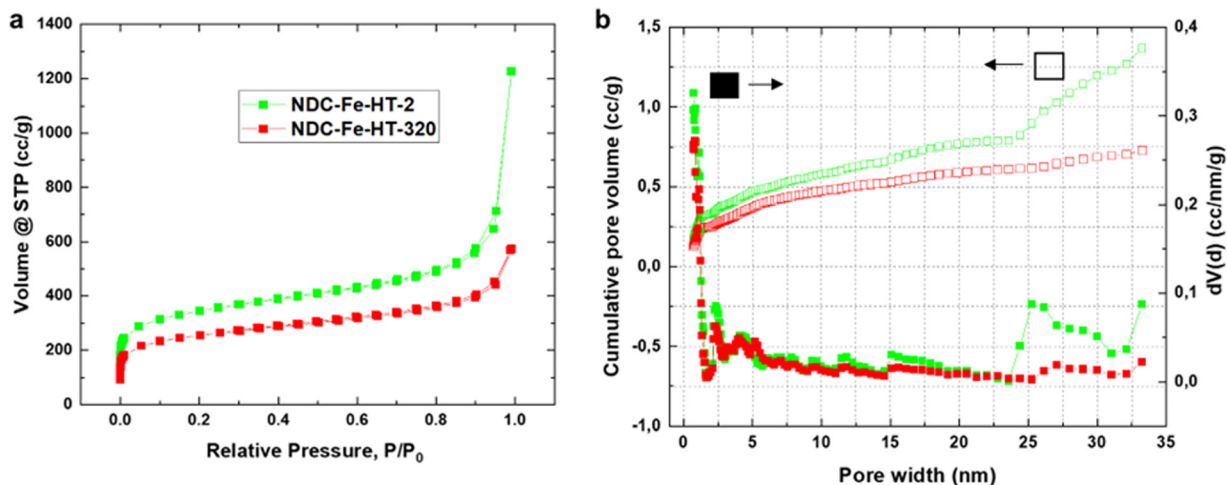 a
1400
1200
1000
800
600
400
200
0
Volume @ STP (cc/g)
NDC-Fe-HT-2
NDC-Fe-HT-320
0.0 0.2 0.4 0.6 0.8 1.0
Relative Pressure, P/P0
b
1,5
1,0
0,5
0,0
-0,5
-1,0
Cumulative pore volume (cc/g)
0,4
0,3
0,2
0,1
0,0
dV(d) (cc/nm/g)
0 5 10 15 20 25 30 35
Pore width (nm)